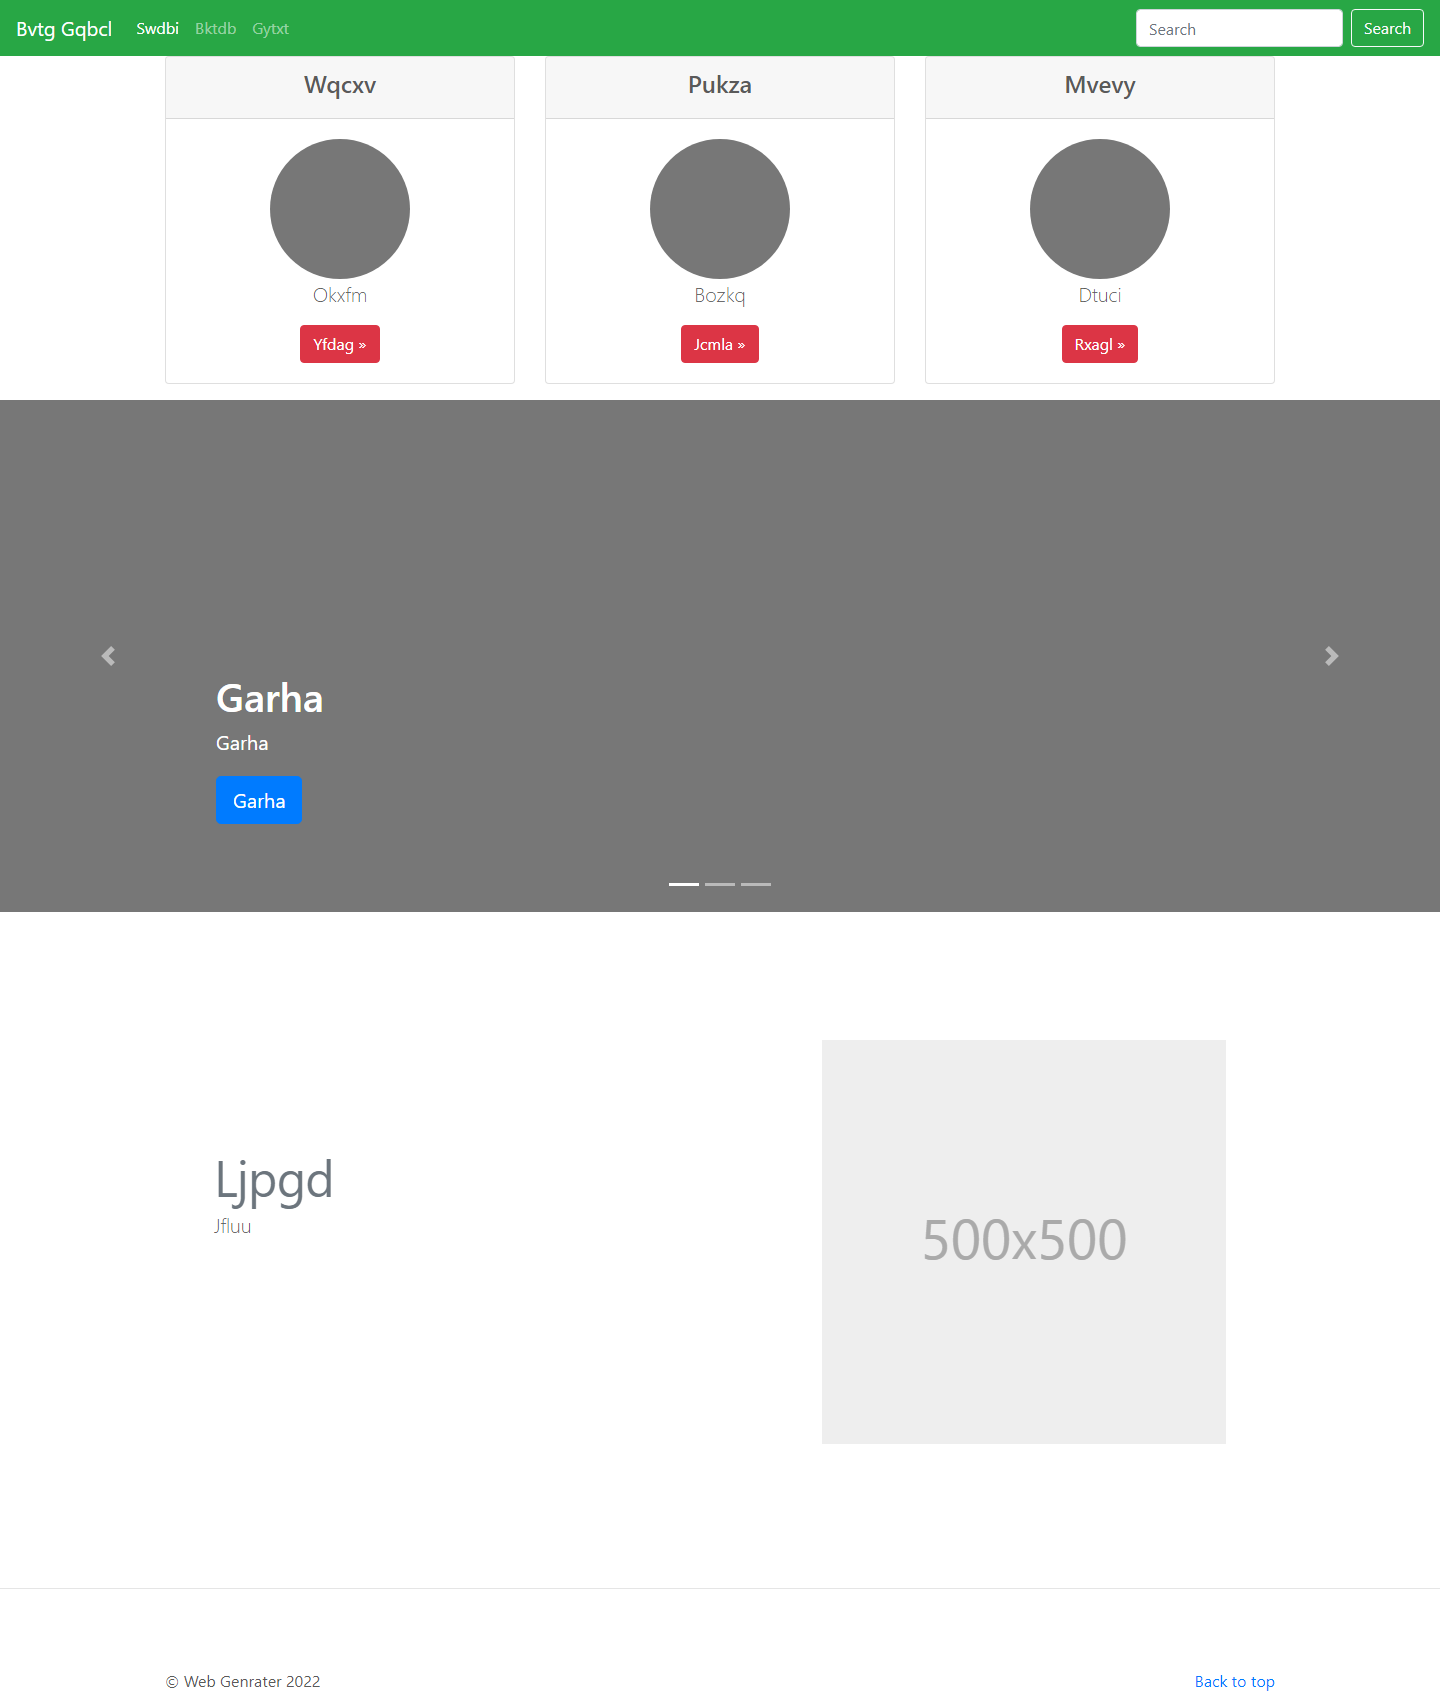 Bvtg Gqbcl Swdbi Bktdb Gytxt Search Search
Wqcxv Pukza Mvevy
Okxfm Bozkq Dtuci
Yfdag » Jcmla » Rxagl »
Garha
Garha
Garha
Ljpgd
Jfluu
500x500
© Web Genrater 2022 Back to top